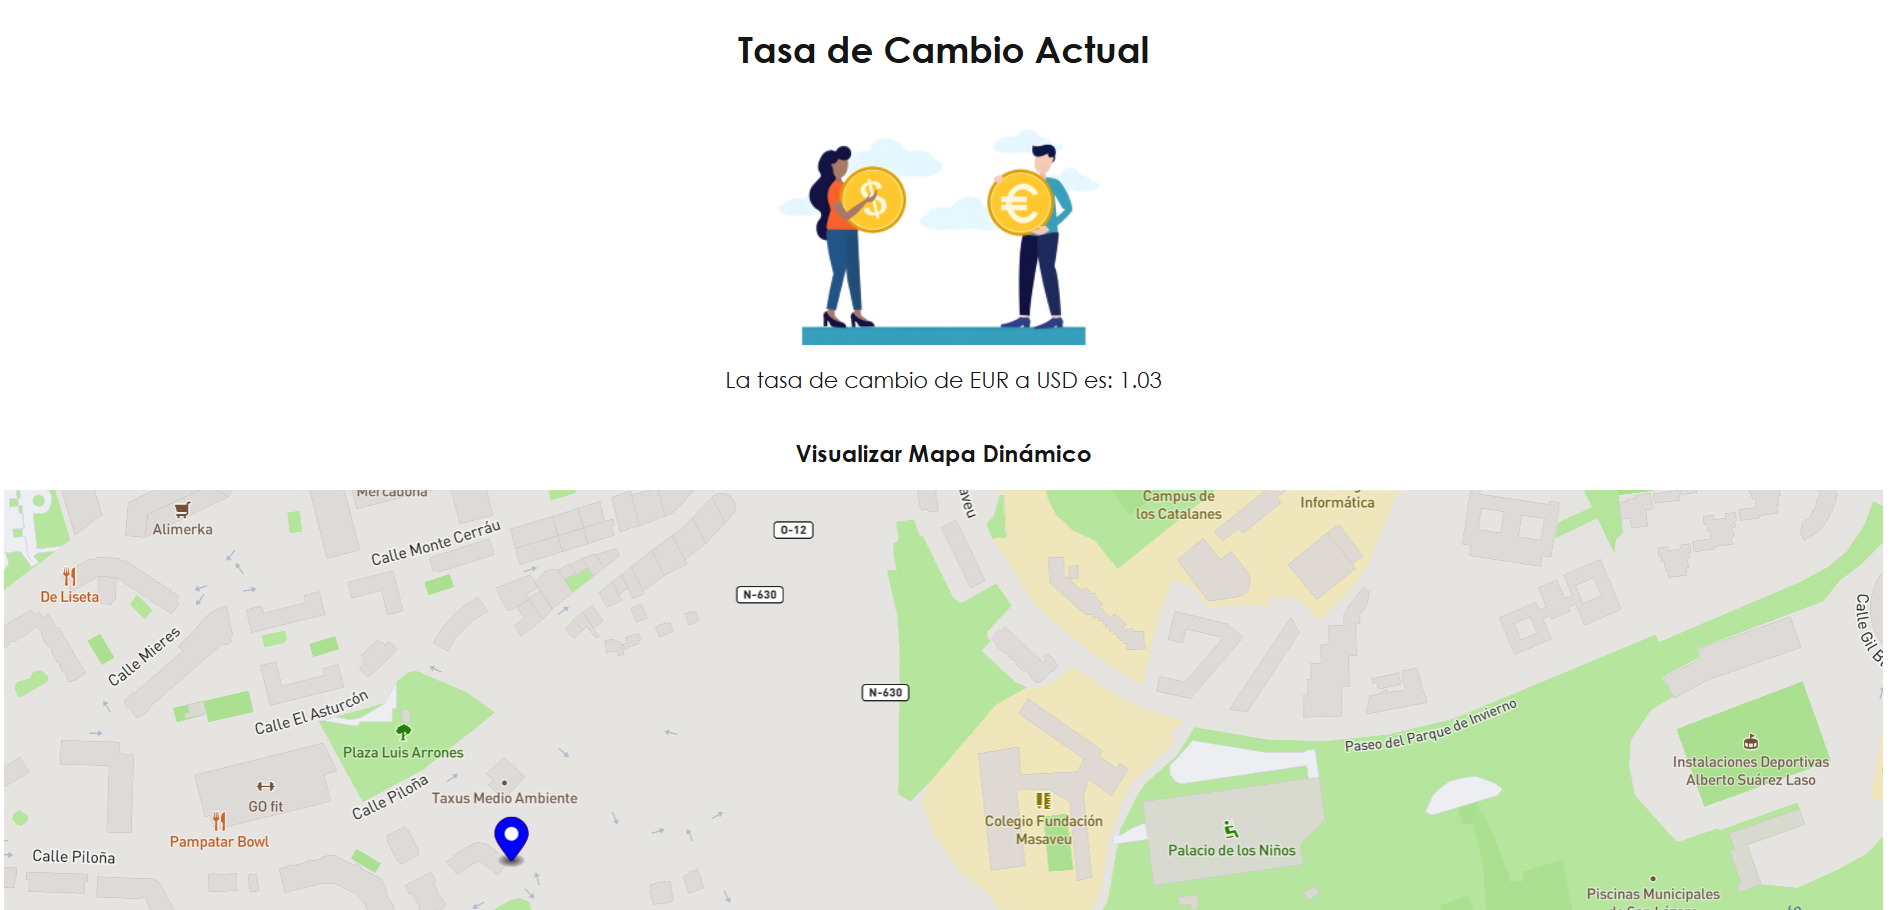 Tasa de Cambio Actual
$
€
La tasa de cambio de EUR a USD es: 1.03
Visualizar Mapa Dinámico
Mercadona
Alimerka
De Liseta
Calle Monte Cerráu
Calle Mieres
Calle El Asturcón
Plaza Luis Arrones
GO fit
Calle Piloña
Pampatar Bowl
Calle Piloña
Taxus Medio Ambiente
O-12
N-630
N-630
Campus de
los Catalanes
Informática
Paseo del Parque de Invierno
Colegio Fundación
Masaveu
Palacio de los Niños
Instalaciones Deportivas
Alberto Suárez Laso
Calle Gil B
Piscinas Municipales